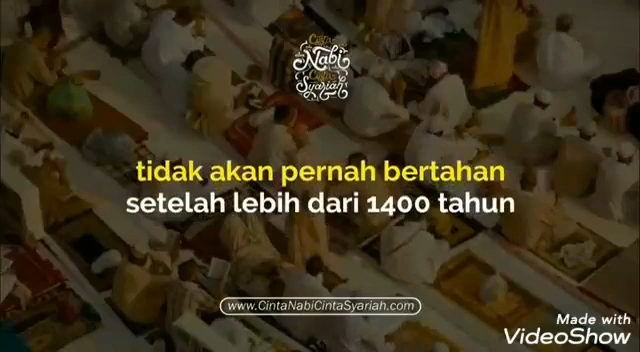 Cinta
Nabi
Cinta
Syariah
tidak akan pernah bertahan
setelah lebih dari 1400 tahun
www.CintaNabiCintaSyariah.com
Made with
VideoShow